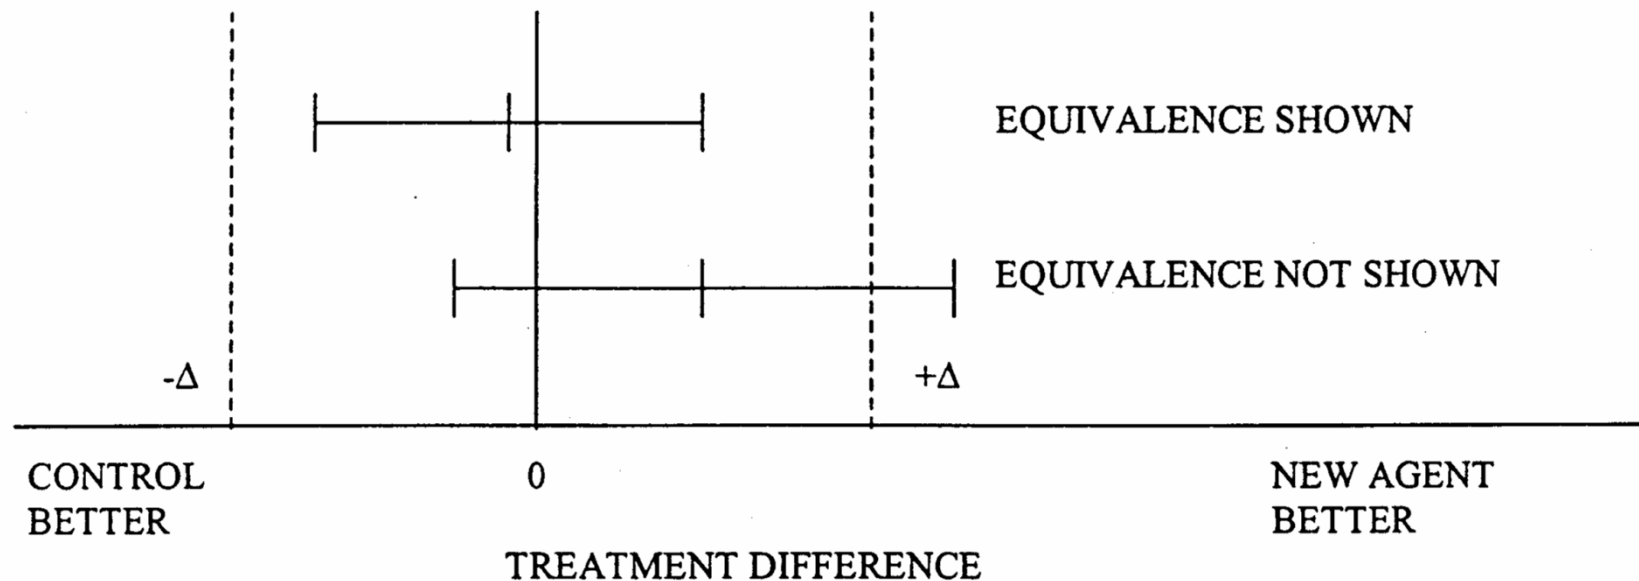 EQUIVALENCE SHOWN
EQUIVALENCE NOT SHOWN
-Δ
+Δ
CONTROL
BETTER
0
NEW AGENT
BETTER
TREATMENT DIFFERENCE